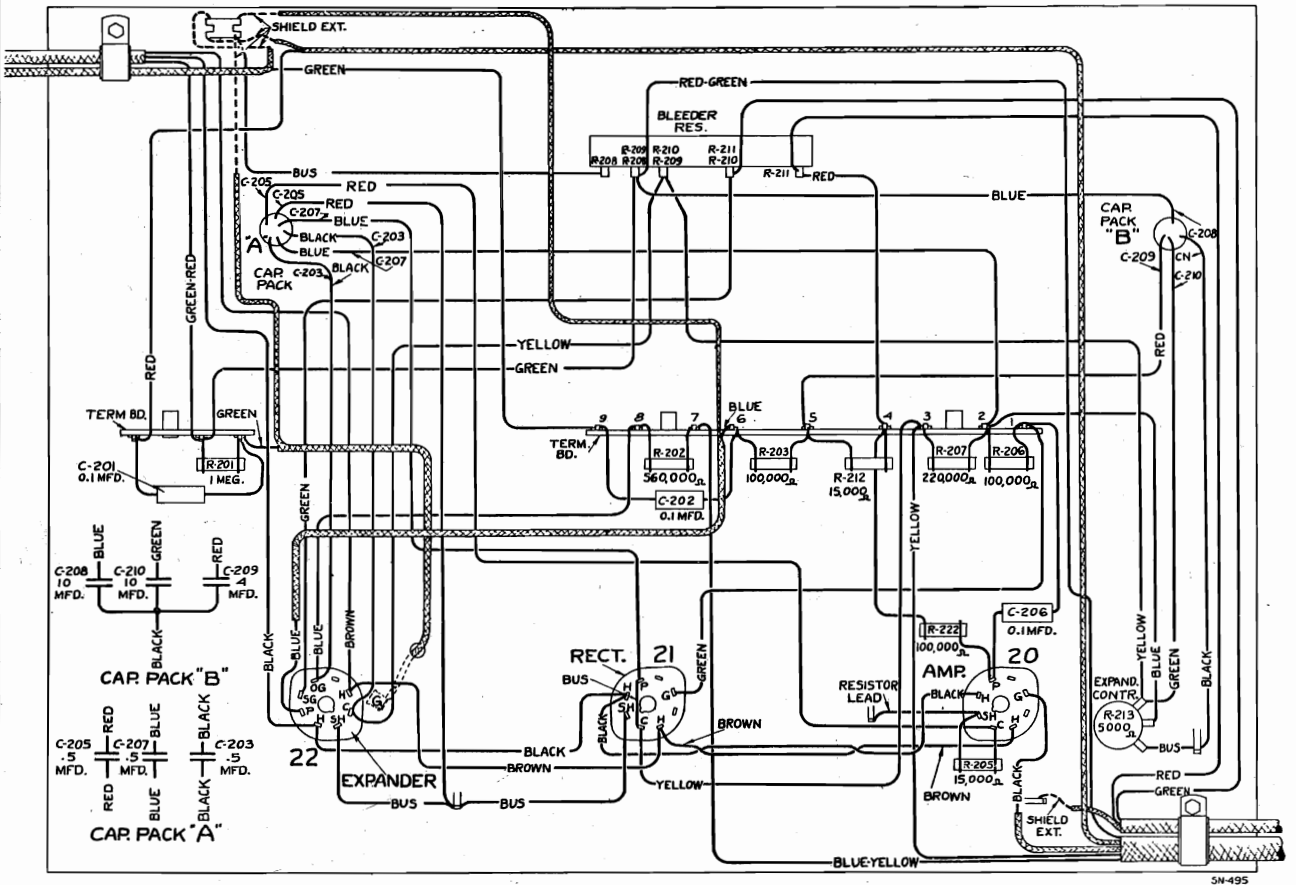 SHIELD EXT.
GREEN
RED-GREEN
BLEEDER
RES.
R-209 R-210 R-211
R-208 R-208 R-209 R-210 R-211
RED
BUS
BLUE
C-205
RED
C-205
RED
C-207
BLUE
BLACK
C-203
BLUE
C-207
"A"
CAP.
PACK
C-203
BLACK
CAP.
PACK
"B"
C-208
C-209
CN
C-210
GREEN-RED
YELLOW
GREEN
RED
RED
TERM BD.
GREEN
C-201
0.1 MFD.
R-201
1 MEG.
9 8 7 6 5 4 3 2 1
BLUE
TERM.
BD.
R-202
560,000Ω
R-203
100,000Ω
R-212
15,000Ω
R-207
220,000Ω
R-206
100,000Ω
C-202
0.1 MFD.
GREEN
YELLOW
BLUE
GREEN
RED
C-208
10
MFD.
C-210
10
MFD.
C-209
4
MFD.
BLACK
CAP. PACK "B"
BLACK
BLUE
BLUE
BROWN
OG
SG
P
H
H
SH
C
G
22
EXPANDER
RECT.
21
BUS
H
P
G
SH
C
H
BLACK
GREEN
BROWN
R-222
100,000Ω
C-206
0.1 MFD.
AMP.
20
RESISTOR
LEAD
BLACK
P
H
G
SH
C
H
R-205
15,000Ω
BROWN
BLACK
YELLOW
BLUE
GREEN
BLACK
EXPAND.
CONTR.
R-213
5000
Ω
BUS
RED
GREEN
SHIELD
EXT.
BLACK
BROWN
YELLOW
BUS
BUS
BLUE-YELLOW
RED
BLUE
BLACK
C-205
.5
MFD.
C-207
.5
MFD.
C-203
.5
MFD.
RED
BLUE
BLACK
CAP. PACK "A"
SN-495